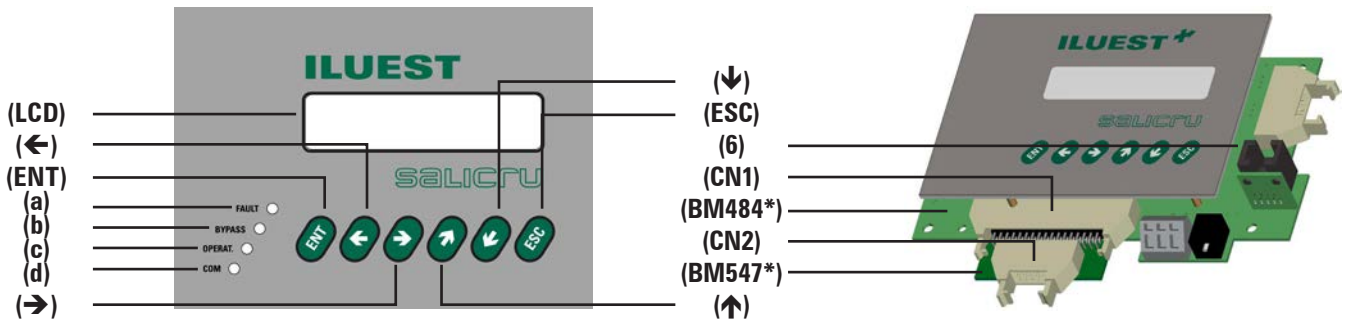 (LCD)
(←)
(ENT)
(a)
(b)
(c)
(d)
(→)
ILUEST
salicru
FAULT
BYPASS
OPERAT.
COM
ENT ← → ↑ ↓ ESC
(↓)
(ESC)
(6)
(CN1)
(BM484*)
(CN2)
(BM547*)
(↑)
ILUEST+
salicru
ENT ← → ↑ ↓ ESC